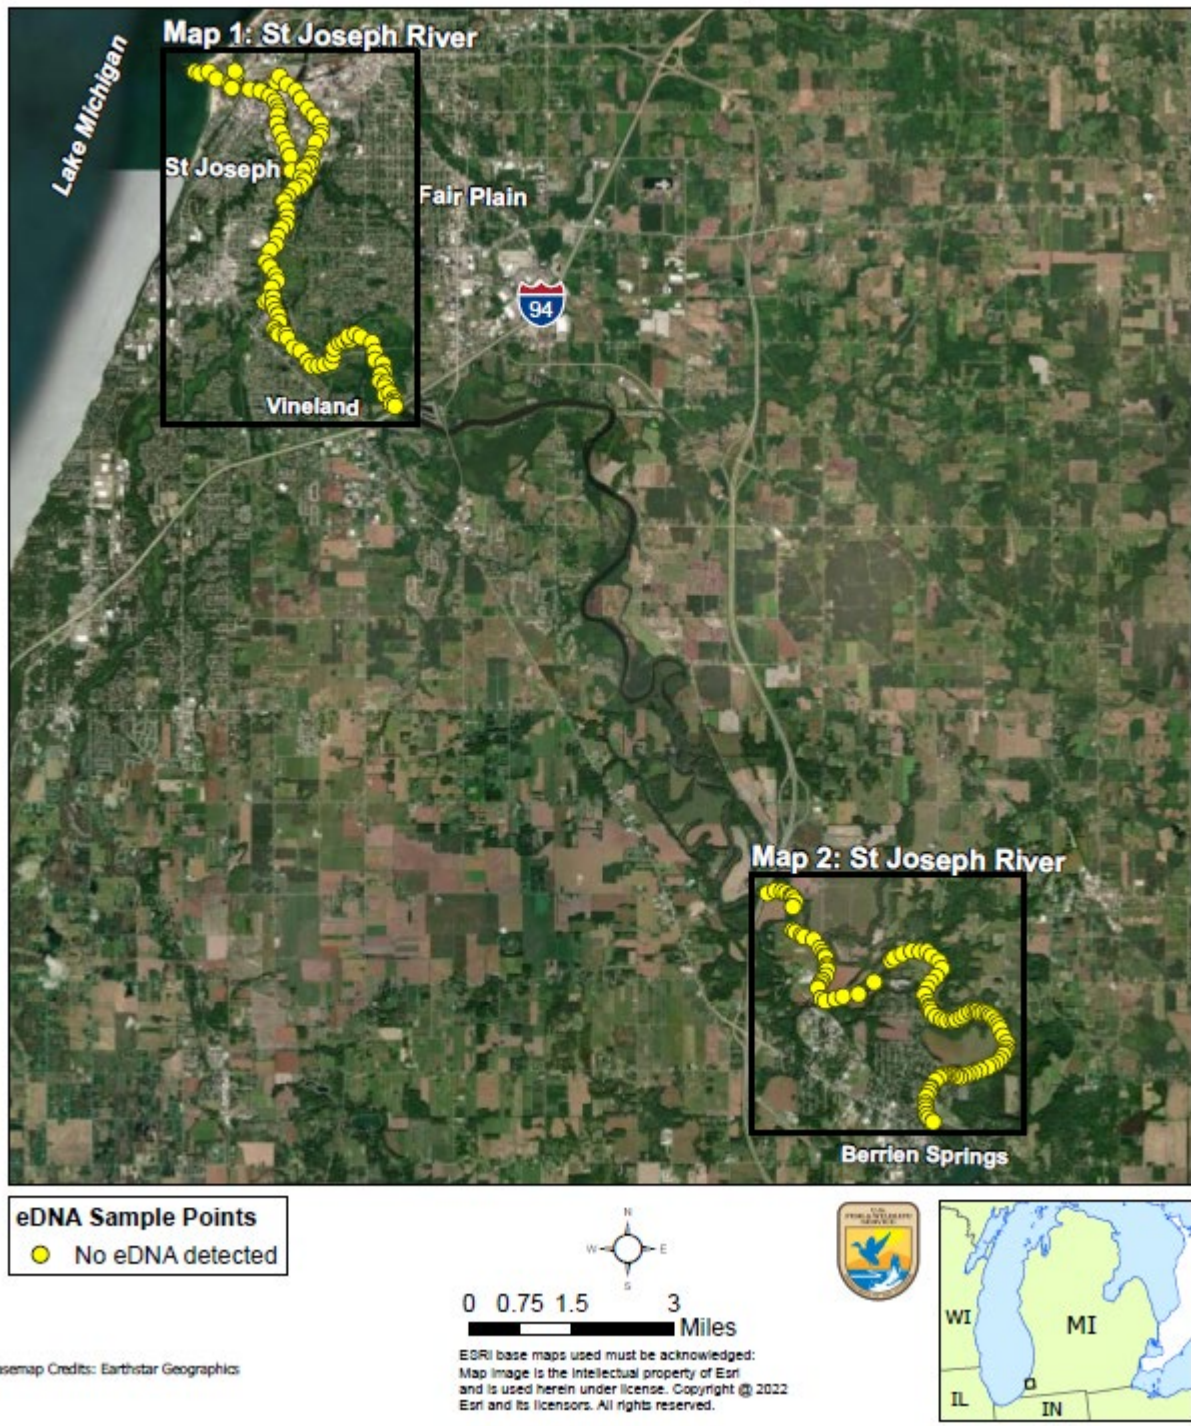 Map 1: St Joseph River
Lake Michigan
St Joseph
Fair Plain
94
Vineland
Map 2: St Joseph River
Berrien Springs
eDNA Sample Points
No eDNA detected
N
W E
S
0 0.75 1.5 3
Miles
U.S.
FISH & WILDLIFE
SERVICE
WI
MI
IL
IN
asemap Credits: Earthstar Geographics
ESRI base maps used must be acknowledged:
Map image is the intellectual property of Esri
and is used herein under license. Copyright @ 2022
Esri and its licensors. All rights reserved.